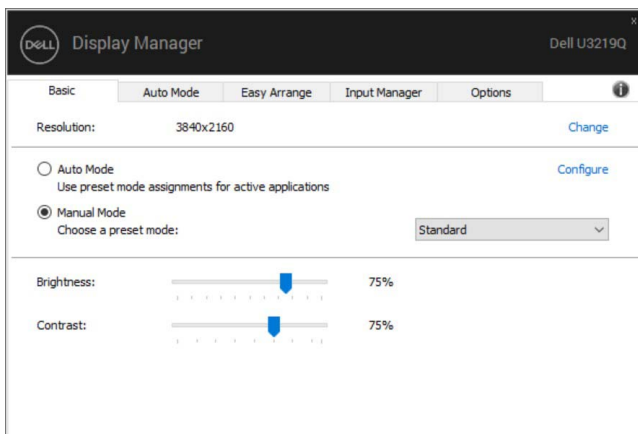 DELL Display Manager Dell U3219Q
x
Basic Auto Mode Easy Arrange Input Manager Options i
Resolution: 3840x2160 Change
Auto Mode Configure
Use preset mode assignments for active applications
Manual Mode
Choose a preset mode: Standard
Brightness: 75%
Contrast: 75%